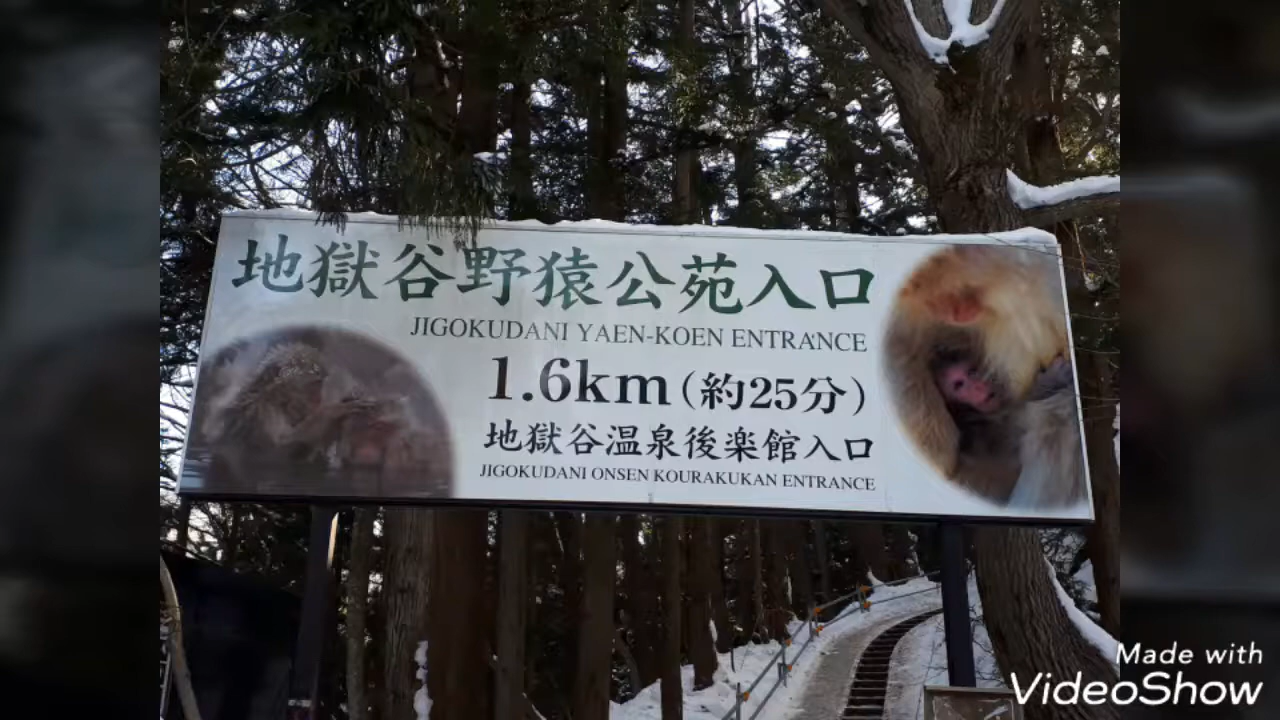 地獄谷野猿公苑入口
JIGOKUDANI YAEN-KOEN ENTRANCE
1.6km(約25分)
地獄谷温泉後楽館入口
JIGOKUDANI ONSEN KOURAKUKAN ENTRANCE
Made with
VideoShow